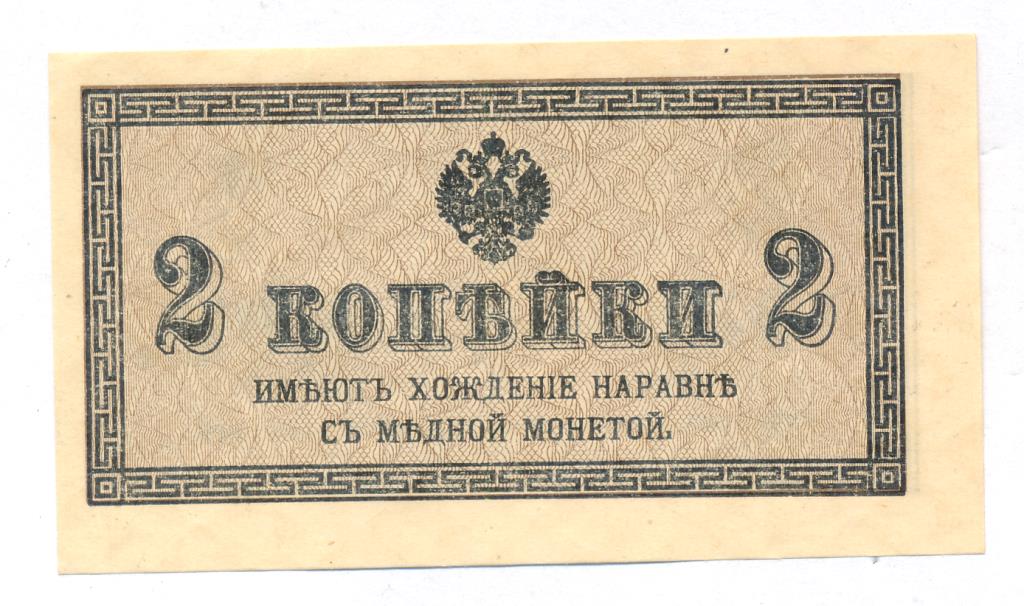 2 КОПѢЙКИ 2
ИМѢЮТЪ ХОЖДЕНІЕ НАРАВНѢ
СЪ МѢДНОЙ МОНЕТОЙ.